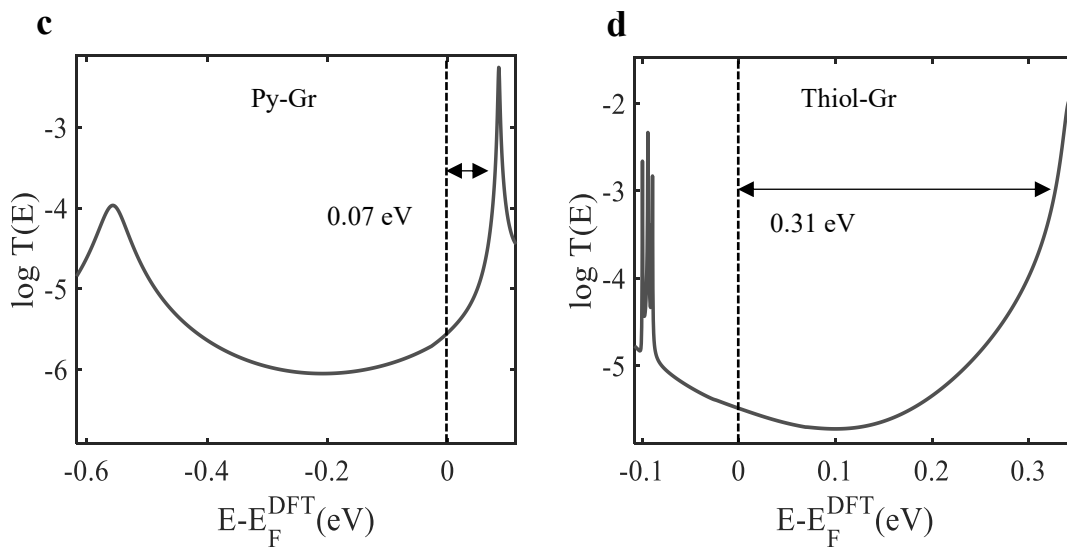 c
Py-Gr
0.07 eV
log T(E)
-3
-4
-5
-6
-0.6
-0.4
-0.2
0
E-E_F^DFT(eV)
d
Thiol-Gr
0.31 eV
log T(E)
-2
-3
-4
-5
-0.1
0
0.1
0.2
0.3
E-E_F^DFT(eV)